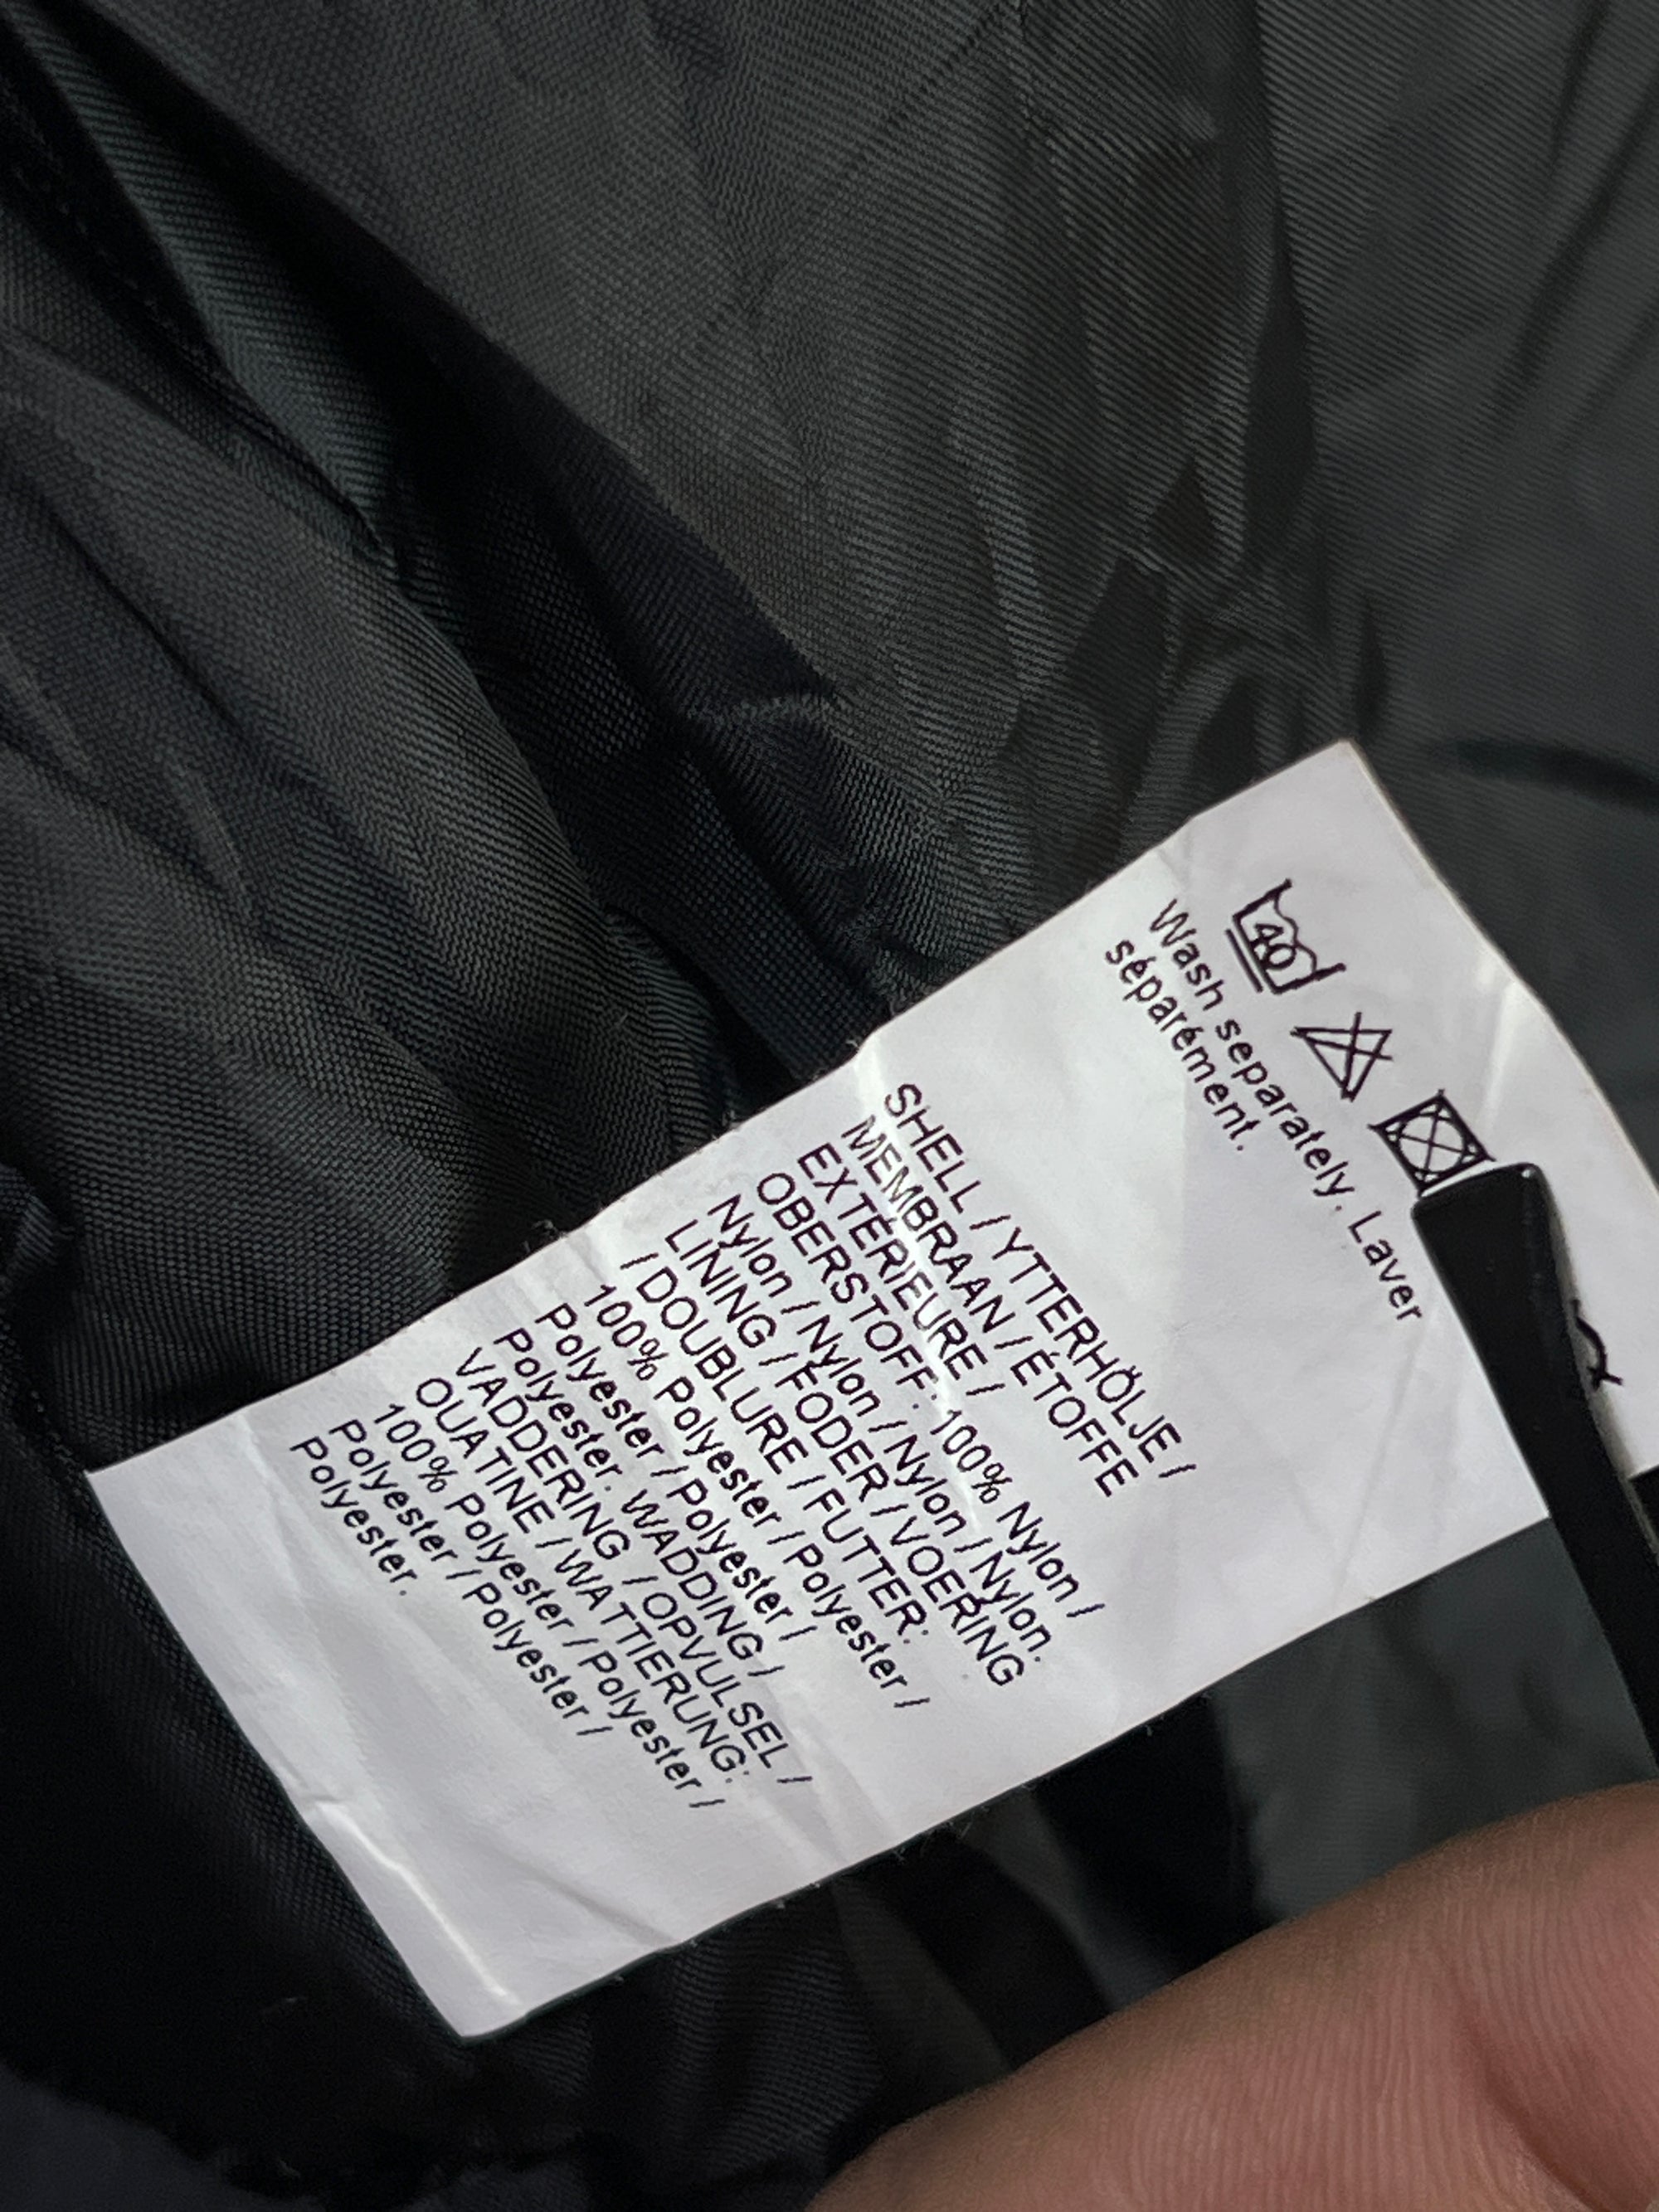 40
Wash separately. Laver
séparément.
SHELL / YTTERHÖLJE /
MEMBRAAN / ÉTOFFE
EXTÉRIEURE /
OBERSTOFF: 100% Nylon /
Nylon / Nylon / Nylon / Nylon.
LINING / FODER / VOERING
/ DOUBLURE / FUTTER:
100% Polyester / Polyester /
Polyester / Polyester /
Polyester. WADDING /
VADDERING / OPVULSEL /
OUATINE / WATTIERUNG:
100% Polyester / Polyester /
Polyester / Polyester /
Polyester.